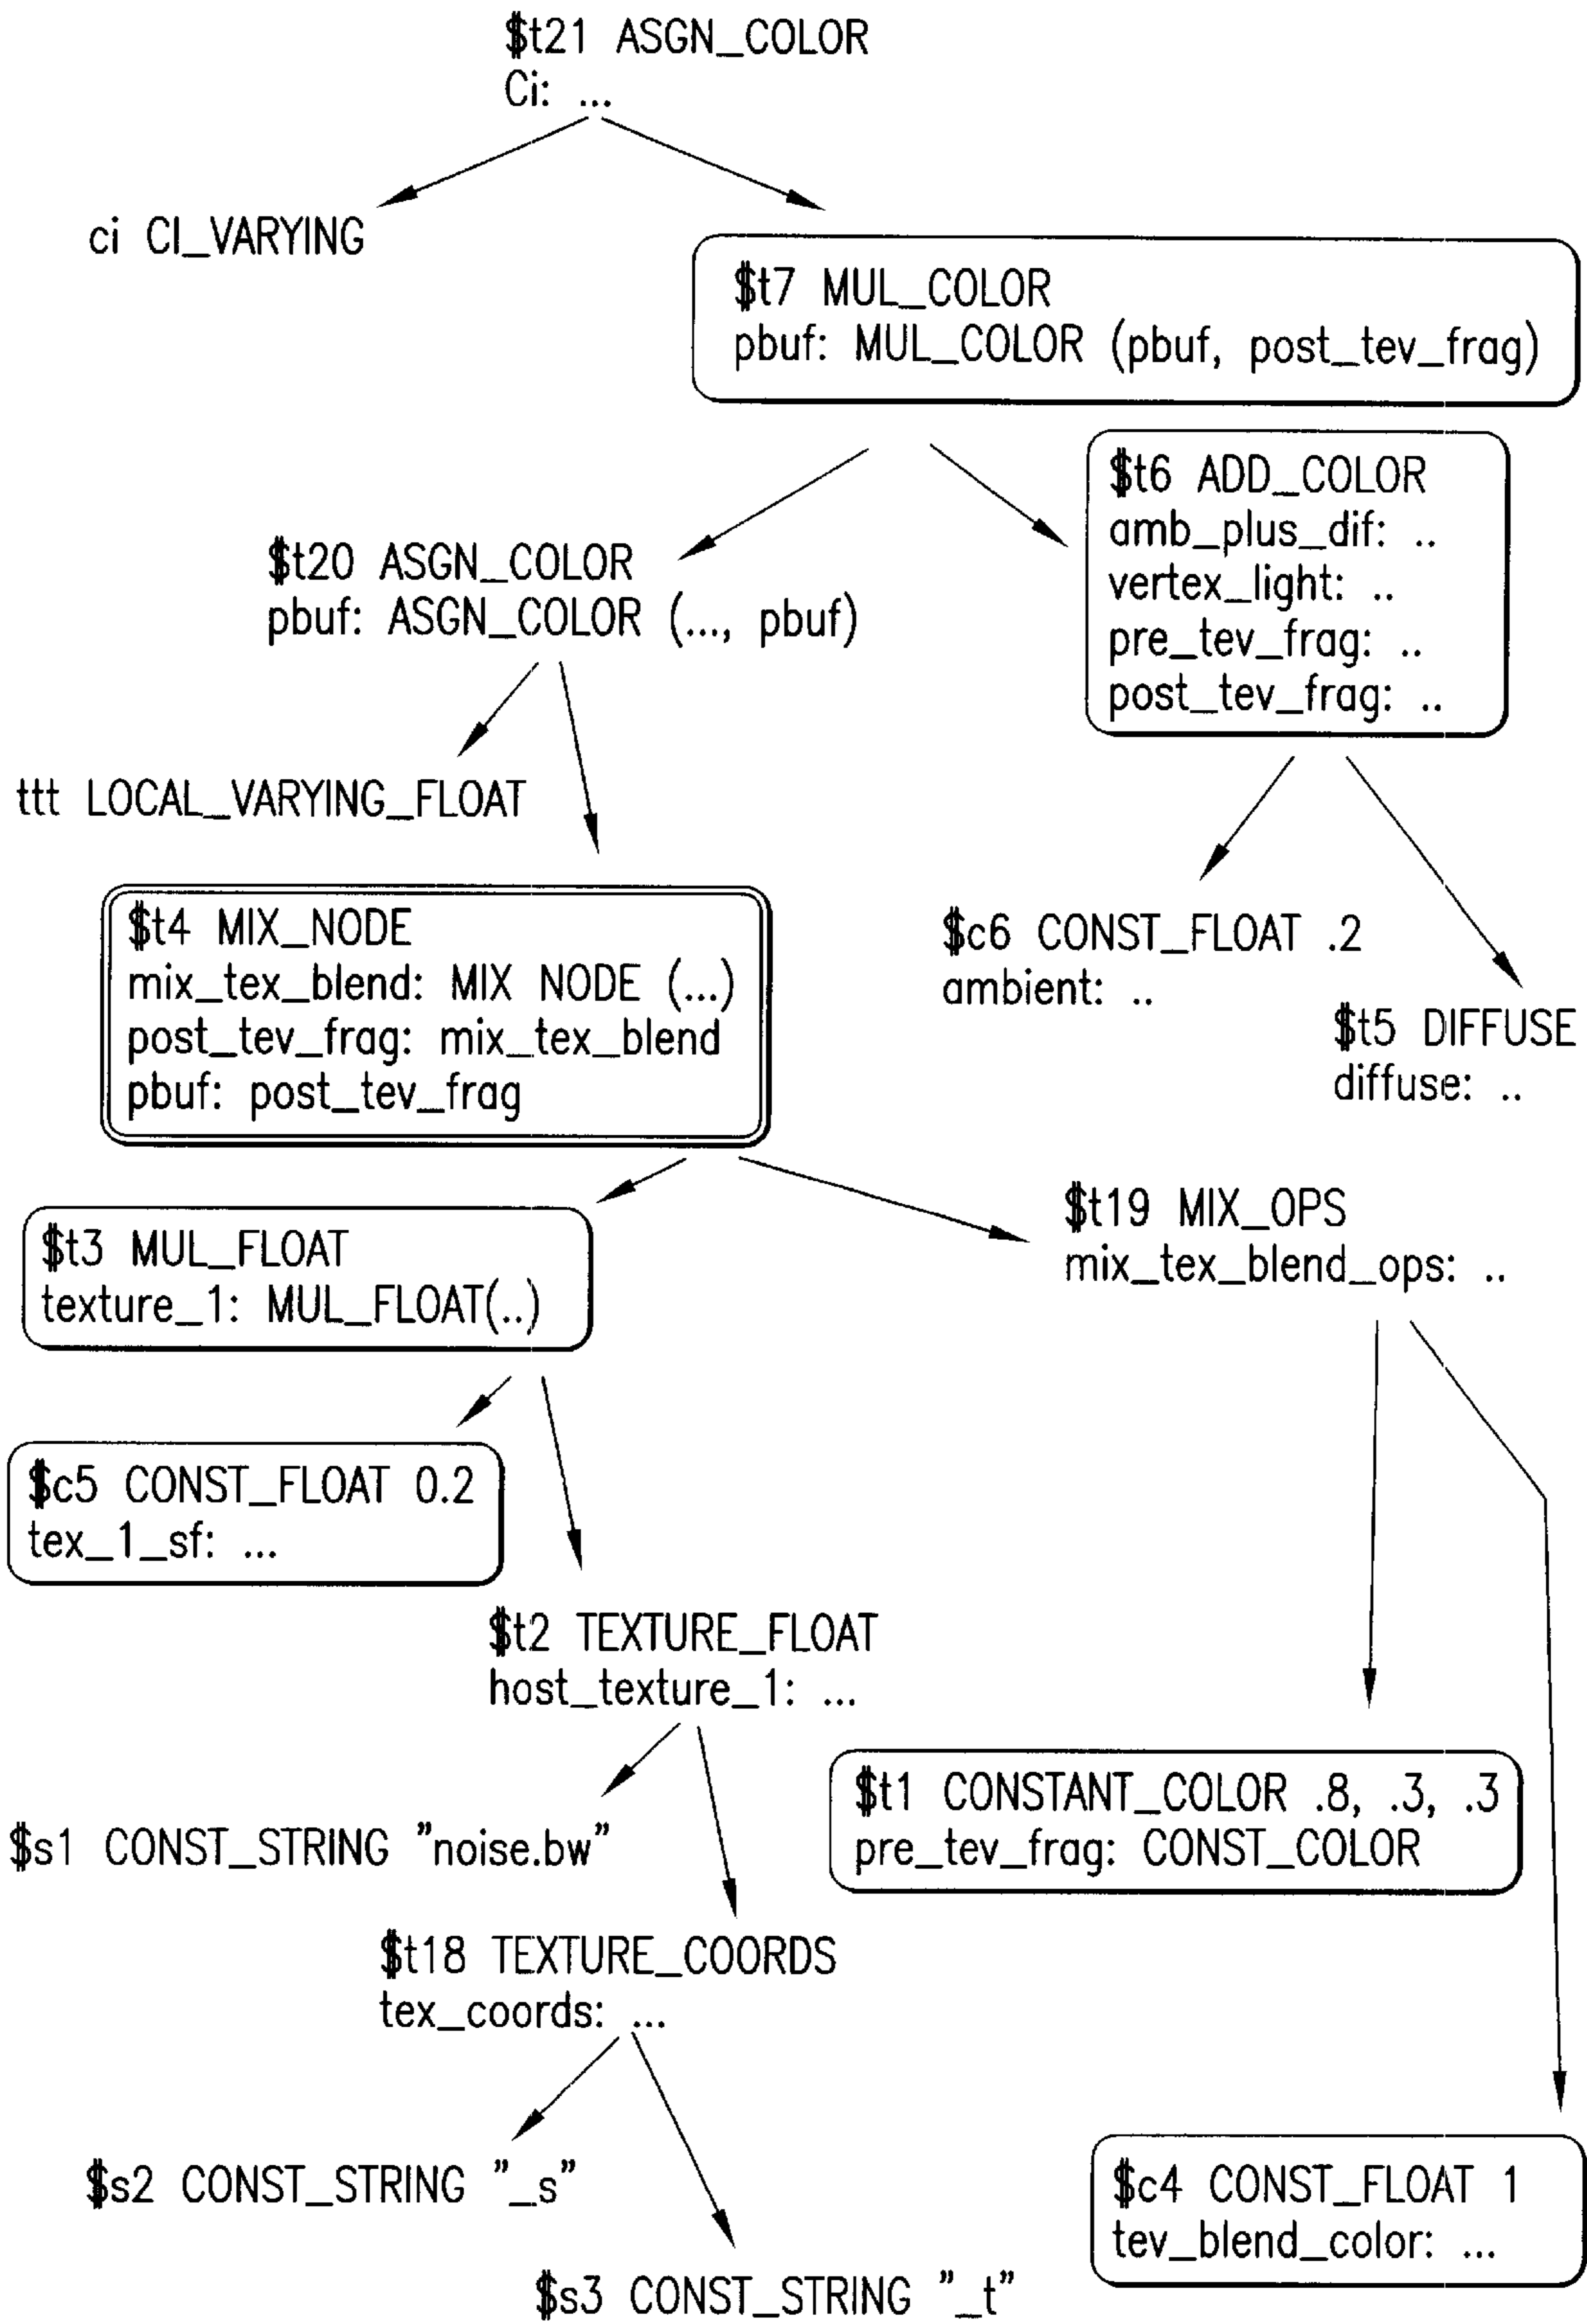 $t21 ASGN_COLOR
Ci: ...
ci CI_VARYING
$t7 MUL_COLOR
pbuf: MUL_COLOR (pbuf, post_tev_frag)
$t6 ADD_COLOR
amb_plus_dif: ..
vertex_light: ..
pre_tev_frag: ..
post_tev_frag: ..
$t20 ASGN_COLOR
pbuf: ASGN_COLOR (..., pbuf)
ttt LOCAL_VARYING_FLOAT
$t4 MIX_NODE
mix_tex_blend: MIX NODE (...)
post_tev_frag: mix_tex_blend
pbuf: post_tev_frag
$c6 CONST_FLOAT .2
ambient: ..
$t5 DIFFUSE
diffuse: ..
$t3 MUL_FLOAT
texture_1: MUL_FLOAT(..)
$t19 MIX_OPS
mix_tex_blend_ops: ..
$c5 CONST_FLOAT 0.2
tex_1_sf: ...
$t2 TEXTURE_FLOAT
host_texture_1: ...
$t1 CONSTANT_COLOR .8, .3, .3
pre_tev_frag: CONST_COLOR
$s1 CONST_STRING "noise.bw"
$t18 TEXTURE_COORDS
tex_coords: ...
$s2 CONST_STRING "_s"
$c4 CONST_FLOAT 1
tev_blend_color: ...
$s3 CONST_STRING "_t"